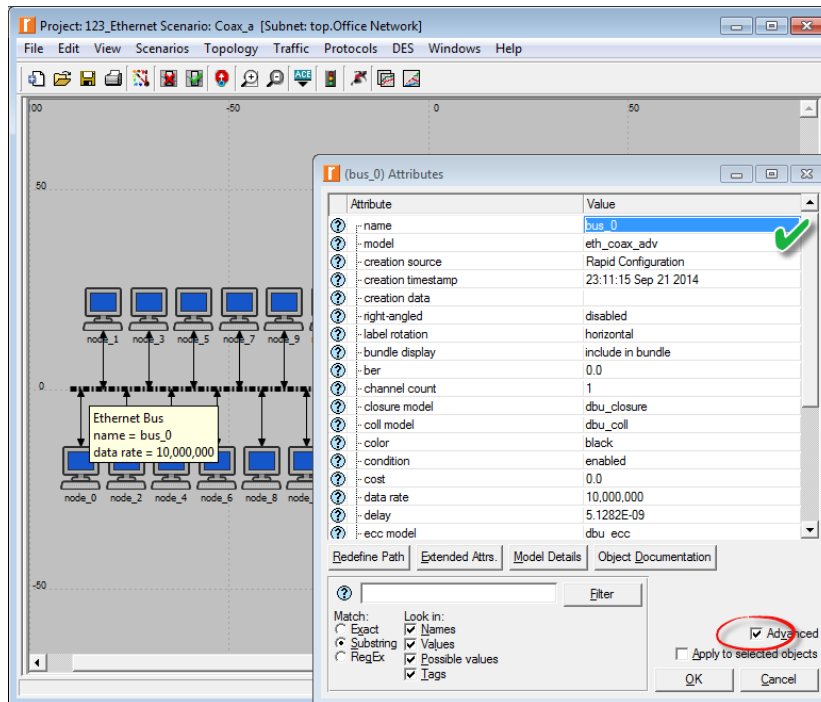 Project: 123_Ethernet Scenario: Coax_a [Subnet: top.Office Network]
File Edit View Scenarios Topology Traffic Protocols DES Windows Help
ACE
-50 0 50
50
0
-50
node_1 node_3 node_5 node_7 node_9
Ethernet Bus
name = bus_0
data rate = 10,000,000
node_0 node_2 node_4 node_6 node_8
(bus_0) Attributes
Attribute Value
name bus_0
model eth_coax_adv
creation source Rapid Configuration
creation timestamp 23:11:15 Sep 21 2014
creation data
right-angled disabled
label rotation horizontal
bundle display include in bundle
ber 0.0
channel count 1
closure model dbu_closure
coll model dbu_coll
color black
condition enabled
cost 0.0
data rate 10,000,000
delay 5.1282E-09
ecc model dbu_ecc
Redefine Path Extended Attrs. Model Details Object Documentation
Filter
Match: Look in:
Exact Names
Substring Values
RegEx Possible values
Tags
Advanced
Apply to selected objects
OK Cancel